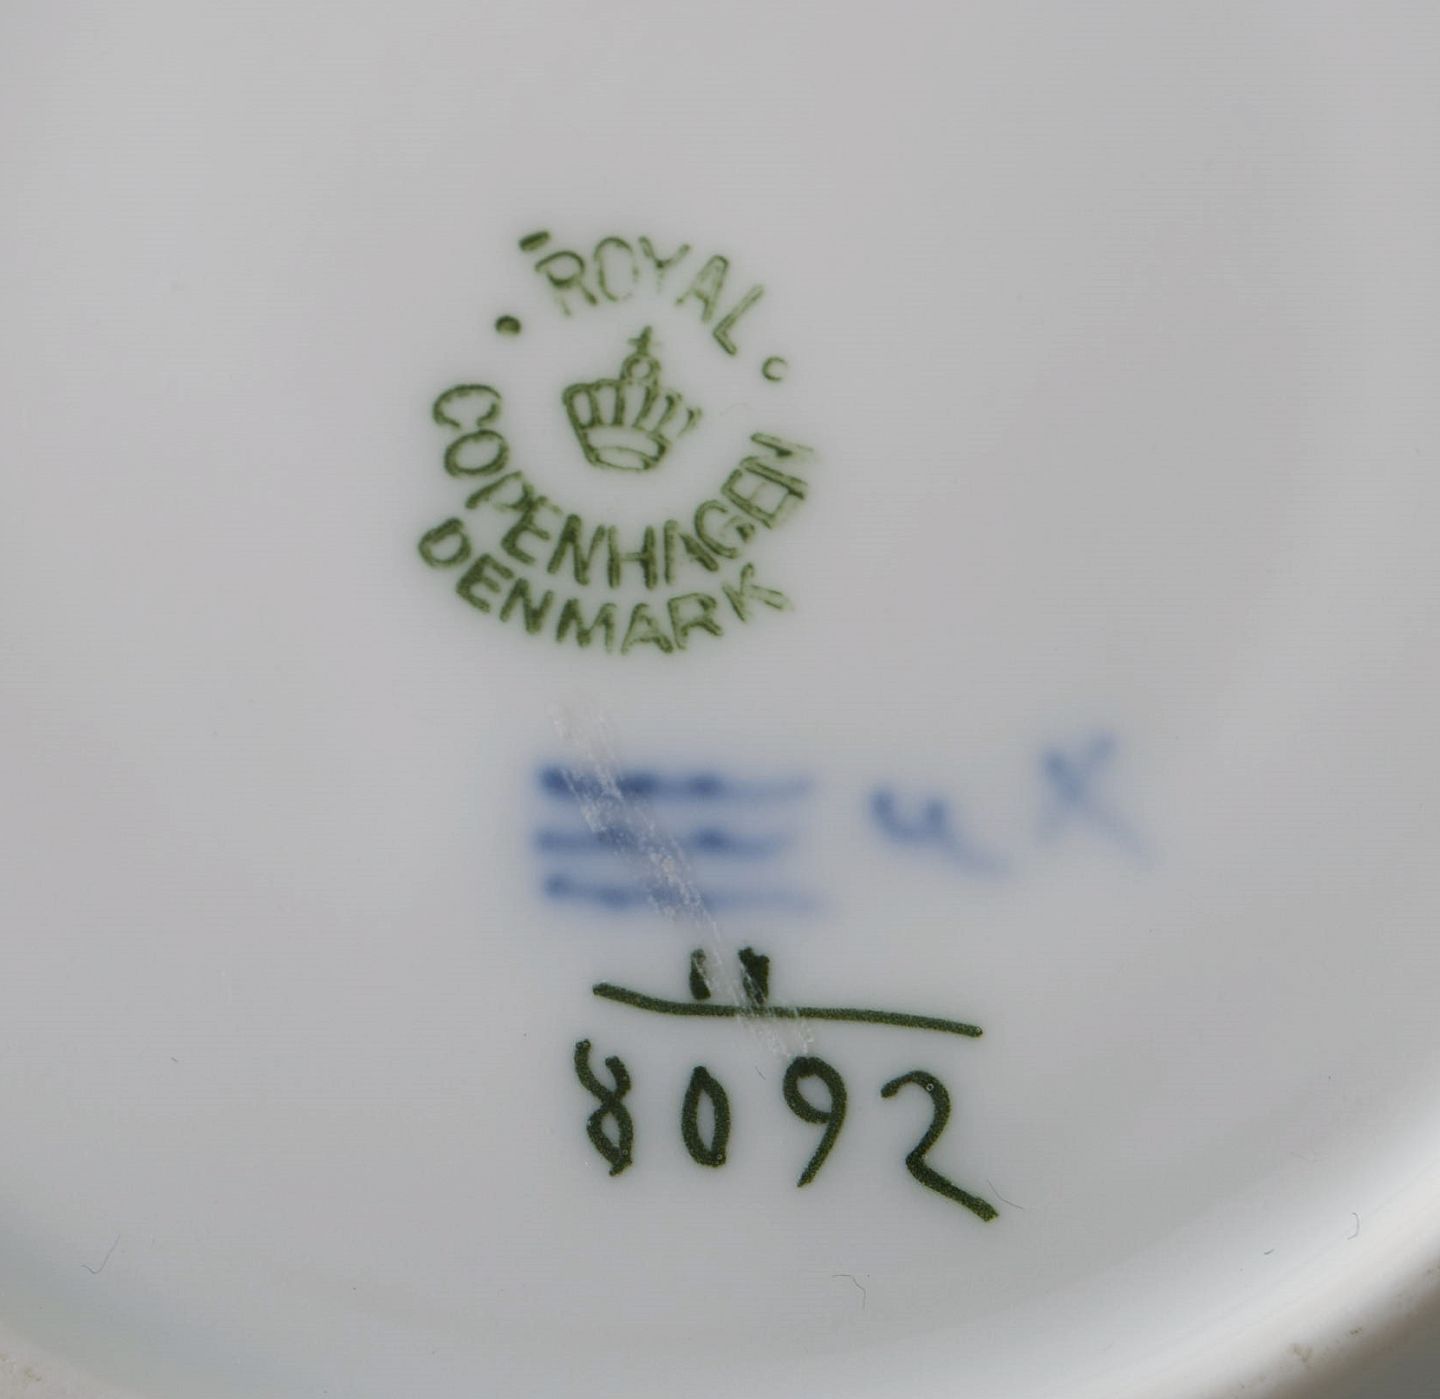 ROYAL
COPENHAGEN
DENMARK
11
8092